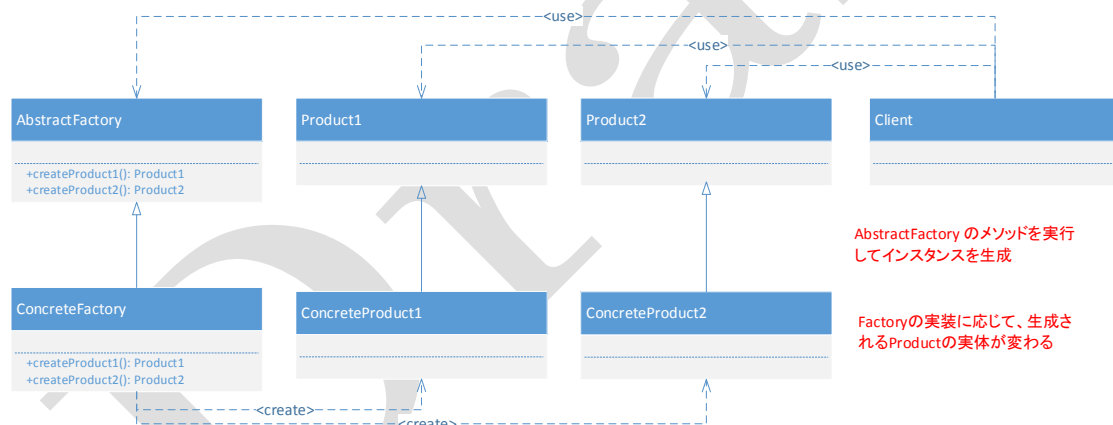 <use>
<use>
<use>
AbstractFactory
Product1
Product2
Client
+createProduct1(): Product1
+createProduct2(): Product2
AbstractFactory のメソッドを実行
してインスタンスを生成
ConcreteFactory
ConcreteProduct1
ConcreteProduct2
Factoryの実装に応じて、生成さ
れるProductの実体が変わる
+createProduct1(): Product1
+createProduct2(): Product2
<create>
<create>